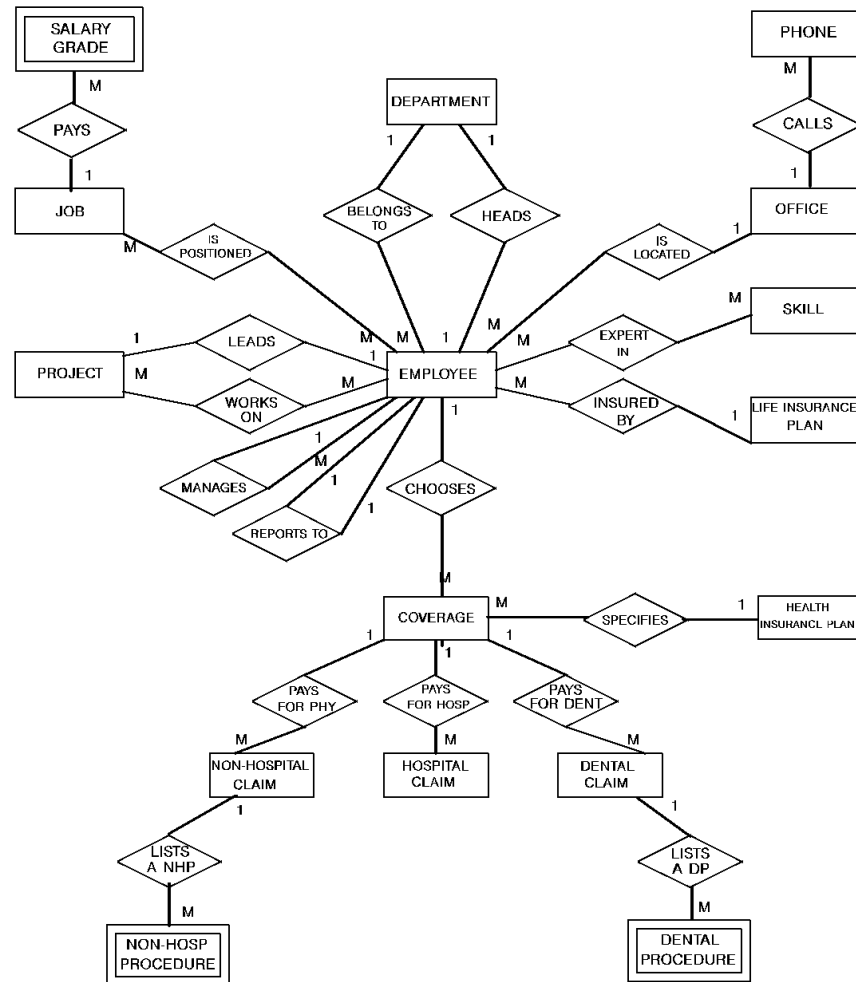 SALARY
GRADE
PHONE
M
M
DEPARTMENT
PAYS
CALLS
1
1
1
1
1
JOB
BELONGS
TO
HEADS
OFFICE
M
IS
POSITIONED
IS
LOCATED
1
M
SKILL
1
LEADS
M
M
1
M
M
EXPERT
IN
PROJECT
M
1
EMPLOYEE
WORKS
ON
M
M
INSURED
BY
1
LIFE INSURANCE
PLAN
1
1
M
MANAGES
1
CHOOSES
REPORTS TO
1
M
COVERAGE
M
SPECIFIES
1
HEALTH
INSURANCE PLAN
1
1
1
PAYS
FOR PHY
PAYS
FOR HOSP
PAYS
FOR DENT
M
M
M
NON-HOSPITAL
CLAIM
HOSPITAL
CLAIM
DENTAL
CLAIM
1
1
LISTS
A NHP
LISTS
A DP
M
M
NON-HOSP
PROCEDURE
DENTAL
PROCEDURE